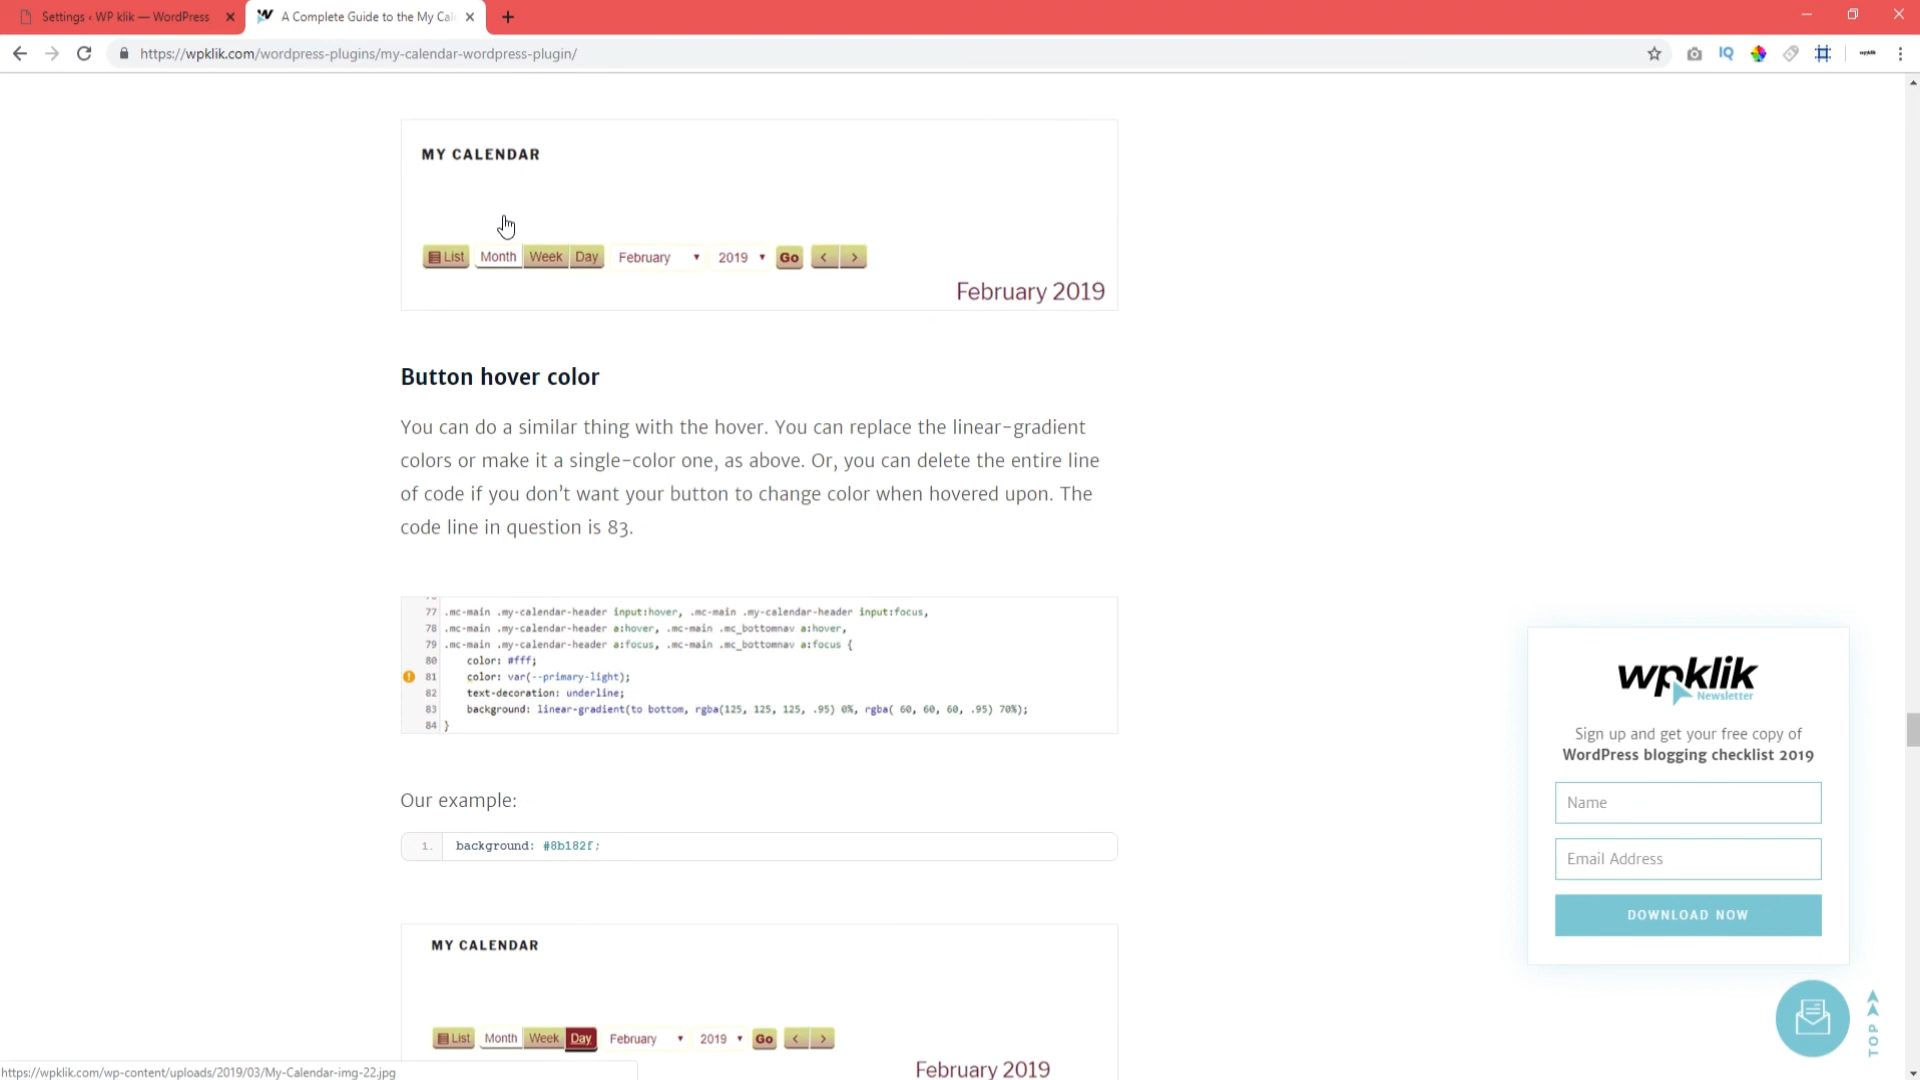 Settings ‹ WP klik — WordPress
A Complete Guide to the My Cal
https://wpklik.com/wordpress-plugins/my-calendar-wordpress-plugin/
IQ
MY CALENDAR
List Month Week Day February 2019 Go < >
February 2019
Button hover color
You can do a similar thing with the hover. You can replace the linear-gradient
colors or make it a single-color one, as above. Or, you can delete the entire line
of code if you don’t want your button to change color when hovered upon. The
code line in question is 83.
77 .mc-main .my-calendar-header input:hover, .mc-main .my-calendar-header input:focus,
78 .mc-main .my-calendar-header a:hover, .mc-main .mc_bottomnav a:hover,
79 .mc-main .my-calendar-header a:focus, .mc-main .mc_bottomnav a:focus {
80 color: #fff;
81 color: var(--primary-light);
82 text-decoration: underline;
83 background: linear-gradient(to bottom, rgba(125, 125, 125, .95) 0%, rgba( 60, 60, 60, .95) 70%);
84 }
Our example:
1. background: #8b182f;
MY CALENDAR
List Month Week Day February 2019 Go < >
February 2019
wpklik
Newsletter
Sign up and get your free copy of
WordPress blogging checklist 2019
Name
Email Address
DOWNLOAD NOW
TOP
https://wpklik.com/wp-content/uploads/2019/03/My-Calendar-img-22.jpg